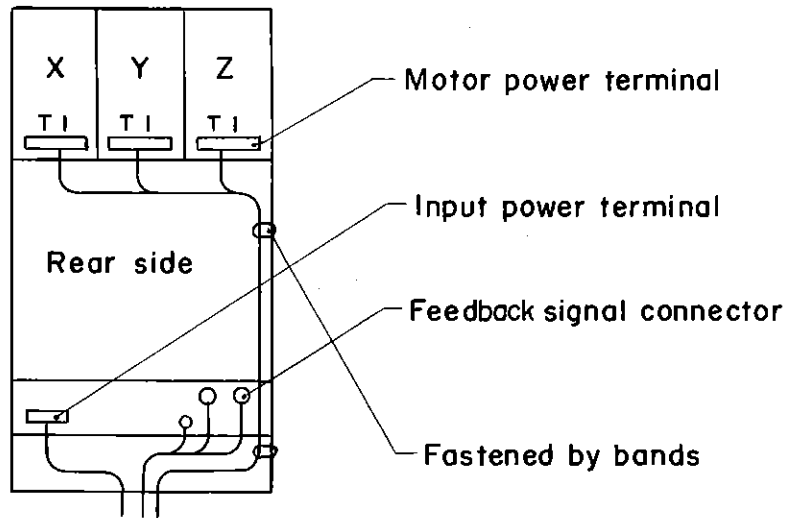 X Y Z
T1 T1 T1
Motor power terminal
Input power terminal
Rear side
Feedback signal connector
Fastened by bands